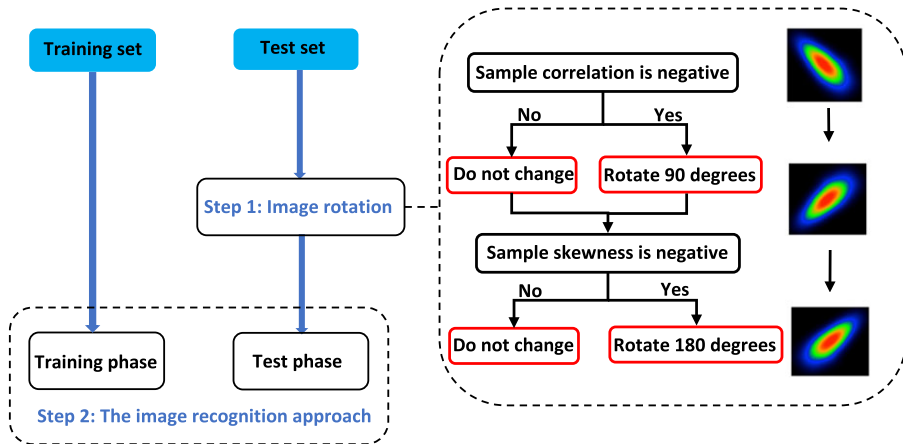 Training set
Test set
Step 1: Image rotation
Training phase
Test phase
Step 2: The image recognition approach
Sample correlation is negative
No
Yes
Do not change
Rotate 90 degrees
Sample skewness is negative
No
Yes
Do not change
Rotate 180 degrees